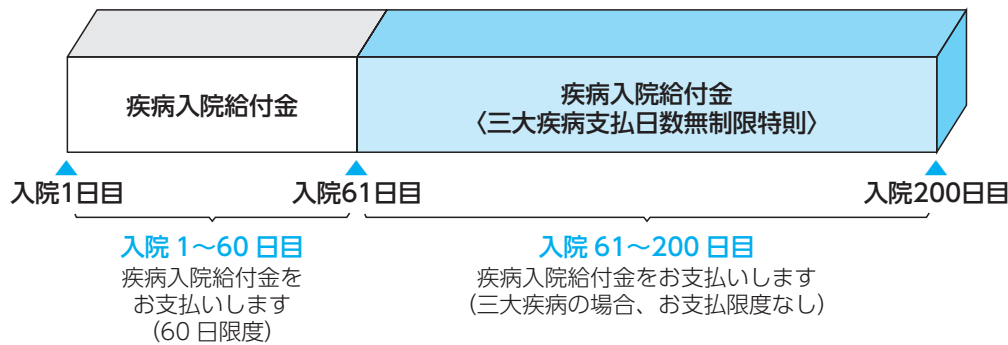 疾病入院給付金
疾病入院給付金
〈三大疾病支払日数無制限特則〉
入院1日目
入院61日目
入院200日目
入院 1～60 日目
疾病入院給付金を
お支払いします
（60 日限度）
入院 61～200 日目
疾病入院給付金をお支払いします
（三大疾病の場合、お支払限度なし）